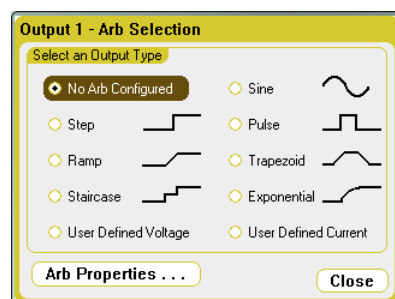 Output 1 - Arb Selection
Select an Output Type
No Arb Configured
Sine
Step
Pulse
Ramp
Trapezoid
Staircase
Exponential
User Defined Voltage
User Defined Current
Arb Properties . . .
Close